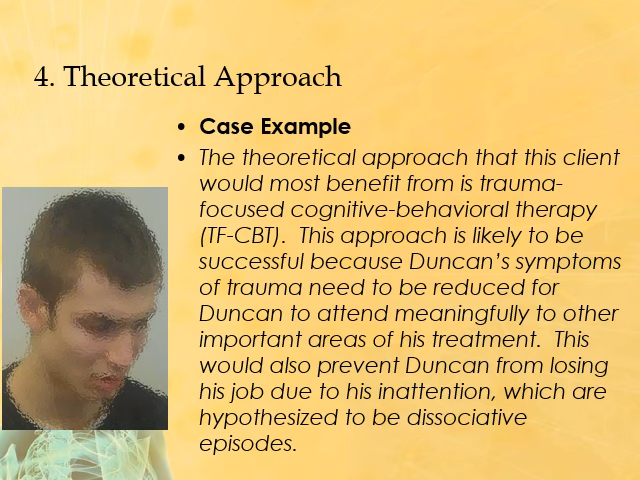 4. Theoretical Approach
• Case Example
• The theoretical approach that this client
would most benefit from is trauma-
focused cognitive-behavioral therapy
(TF-CBT).  This approach is likely to be
successful because Duncan’s symptoms
of trauma need to be reduced for
Duncan to attend meaningfully to other
important areas of his treatment.  This
would also prevent Duncan from losing
his job due to his inattention, which are
hypothesized to be dissociative
episodes.